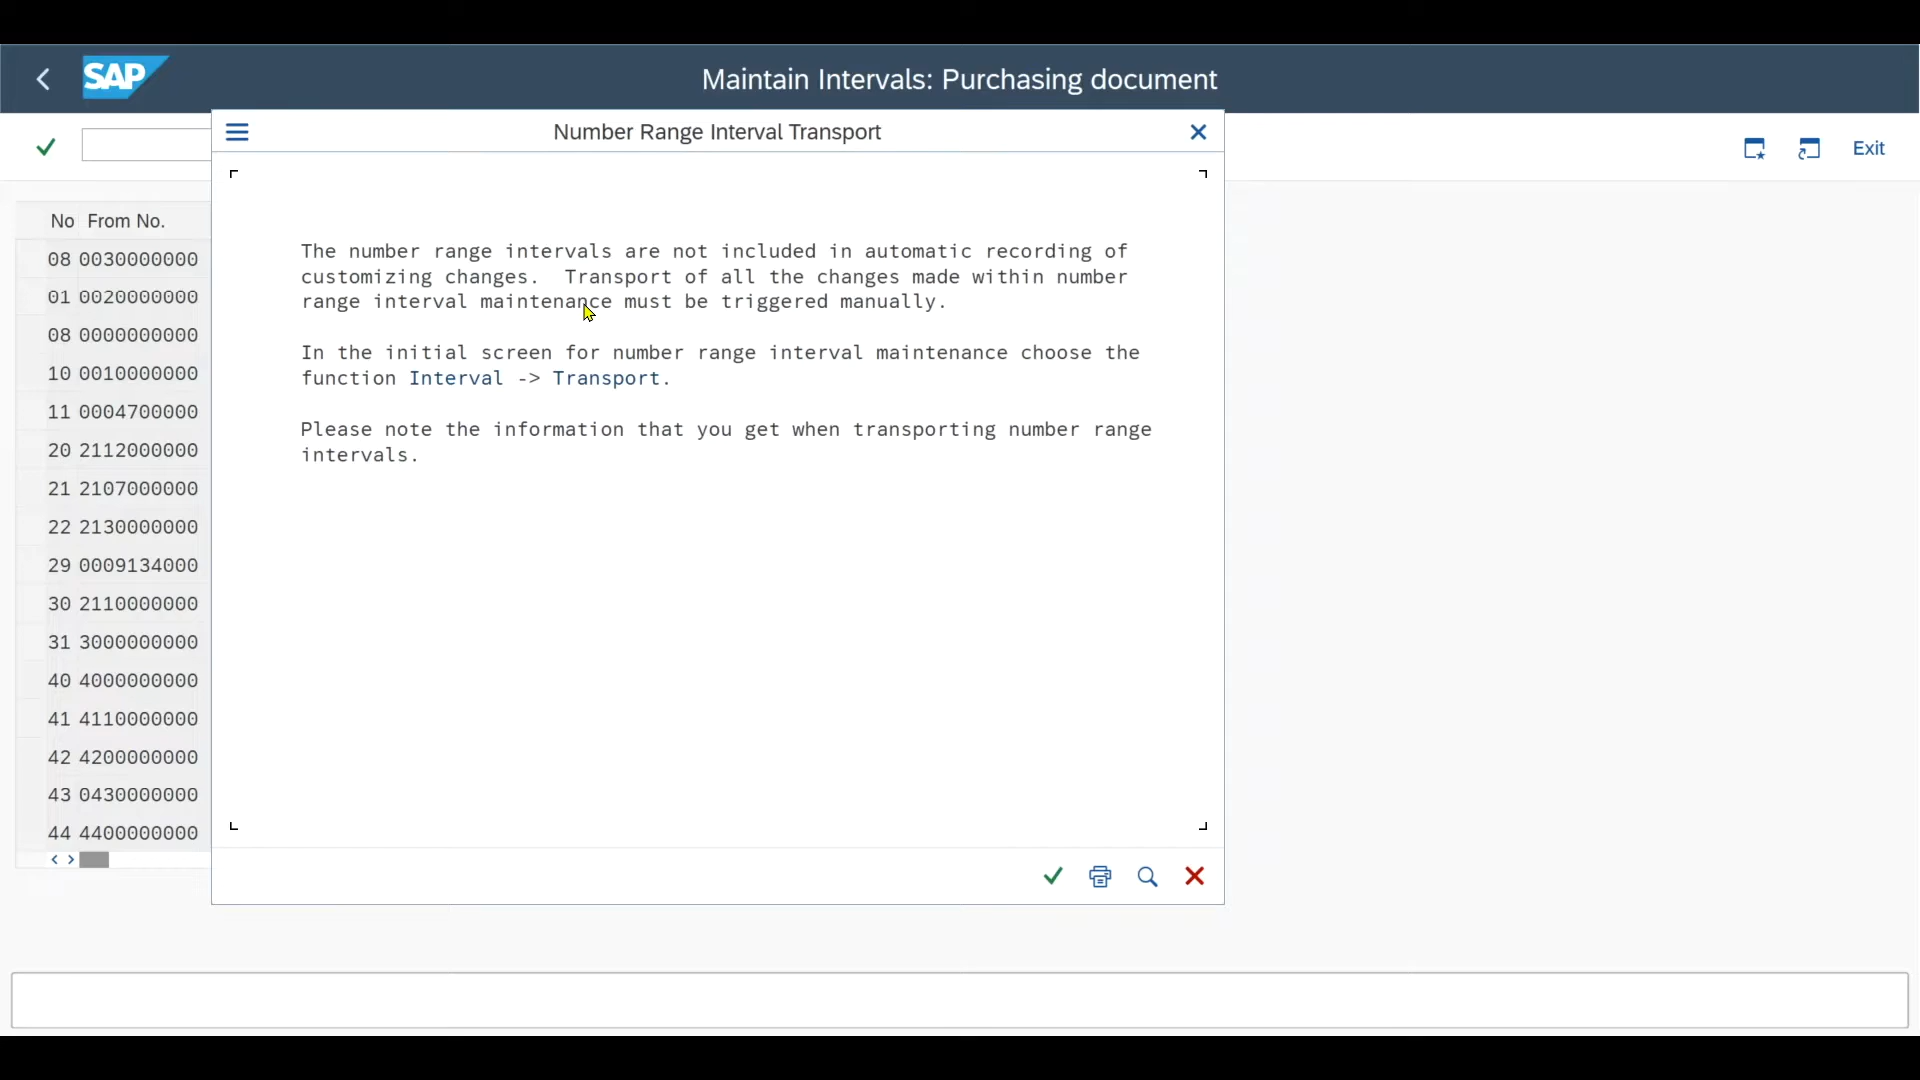 SAP
Maintain Intervals: Purchasing document
Number Range Interval Transport
Exit
No From No.
08 0030000000
01 0020000000
08 0000000000
10 0010000000
11 0004700000
20 2112000000
21 2107000000
22 2130000000
29 0009134000
30 2110000000
31 3000000000
40 4000000000
41 4110000000
42 4200000000
43 0430000000
44 4400000000
The number range intervals are not included in automatic recording of
customizing changes. Transport of all the changes made within number
range interval maintenance must be triggered manually.
In the initial screen for number range interval maintenance choose the
function Interval -> Transport.
Please note the information that you get when transporting number range
intervals.